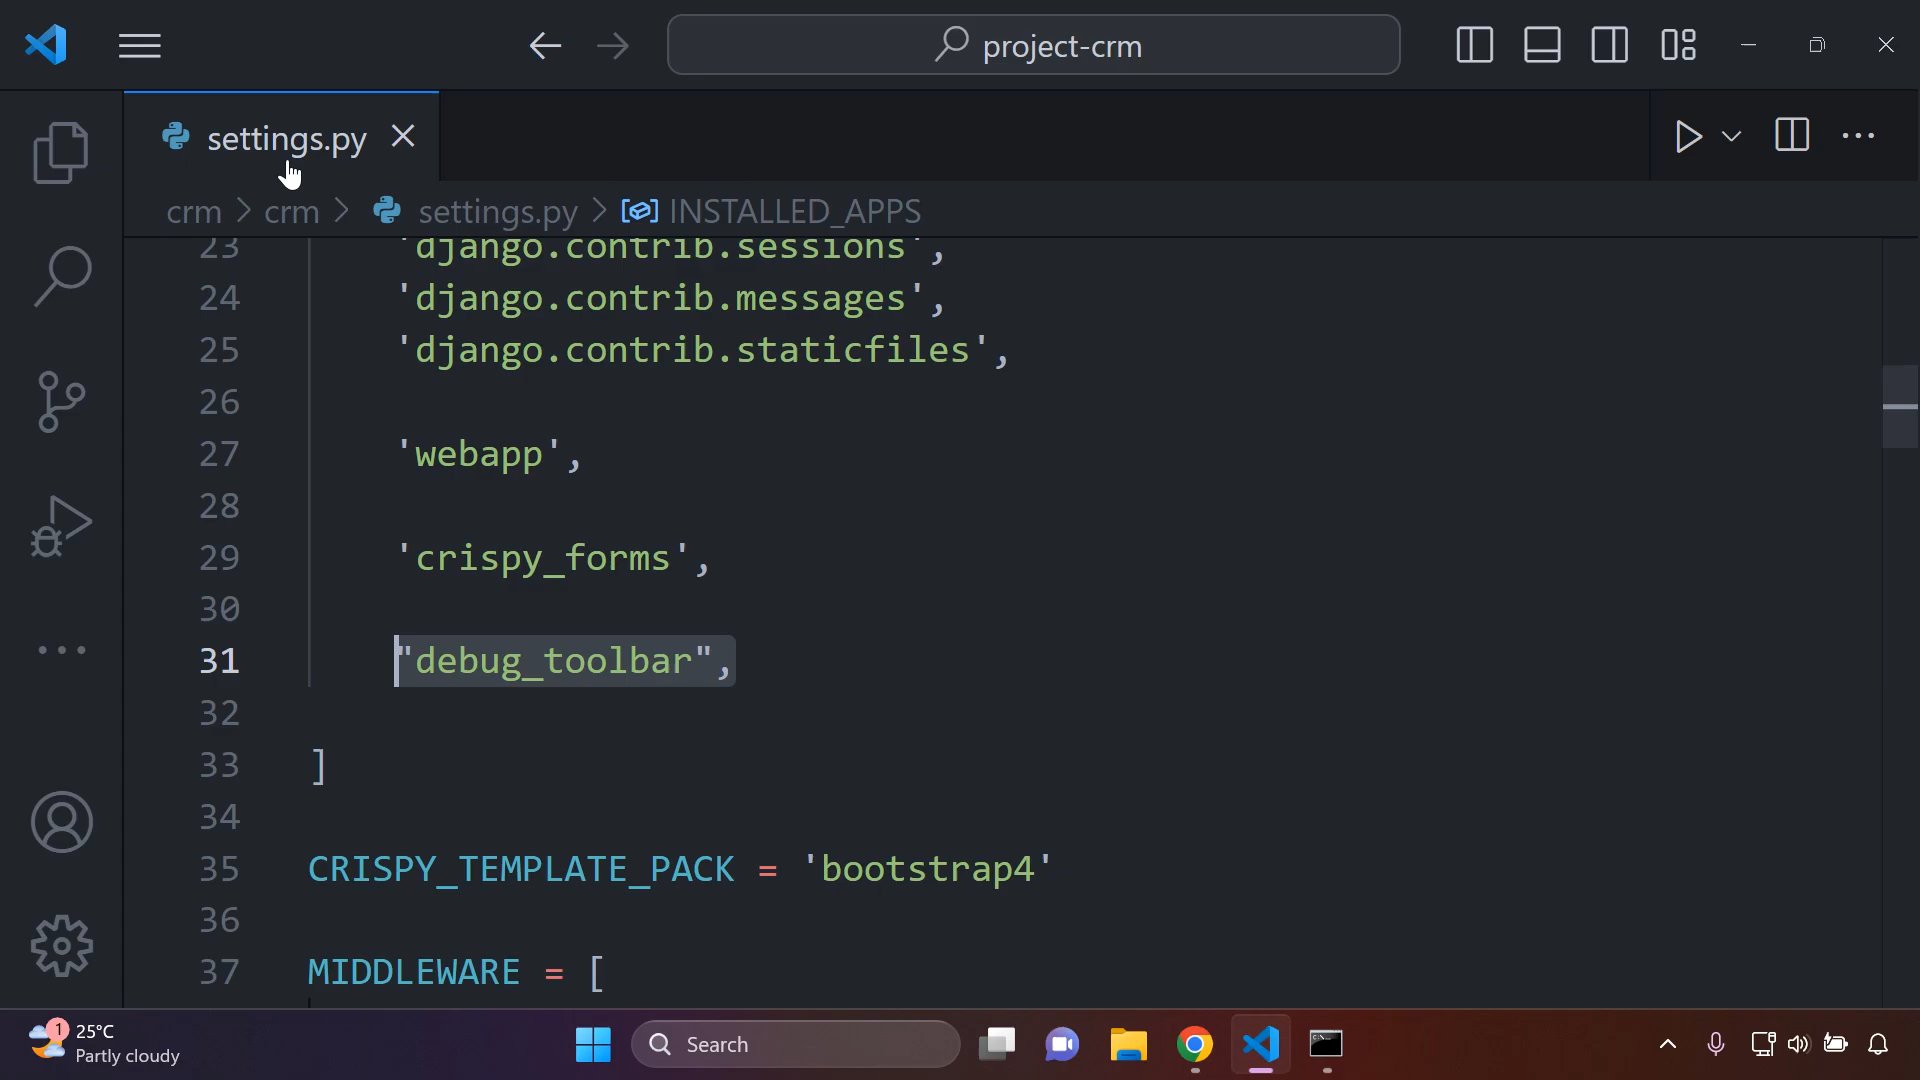 project-crm
settings.py
crm > crm > settings.py > INSTALLED_APPS
23 'django.contrib.sessions',
24 'django.contrib.messages',
25 'django.contrib.staticfiles',
26
27 'webapp',
28
29 'crispy_forms',
30
31 "debug_toolbar",
32
33 ]
34
35 CRISPY_TEMPLATE_PACK = 'bootstrap4'
36
37 MIDDLEWARE = [
1
25°C
Partly cloudy
Search